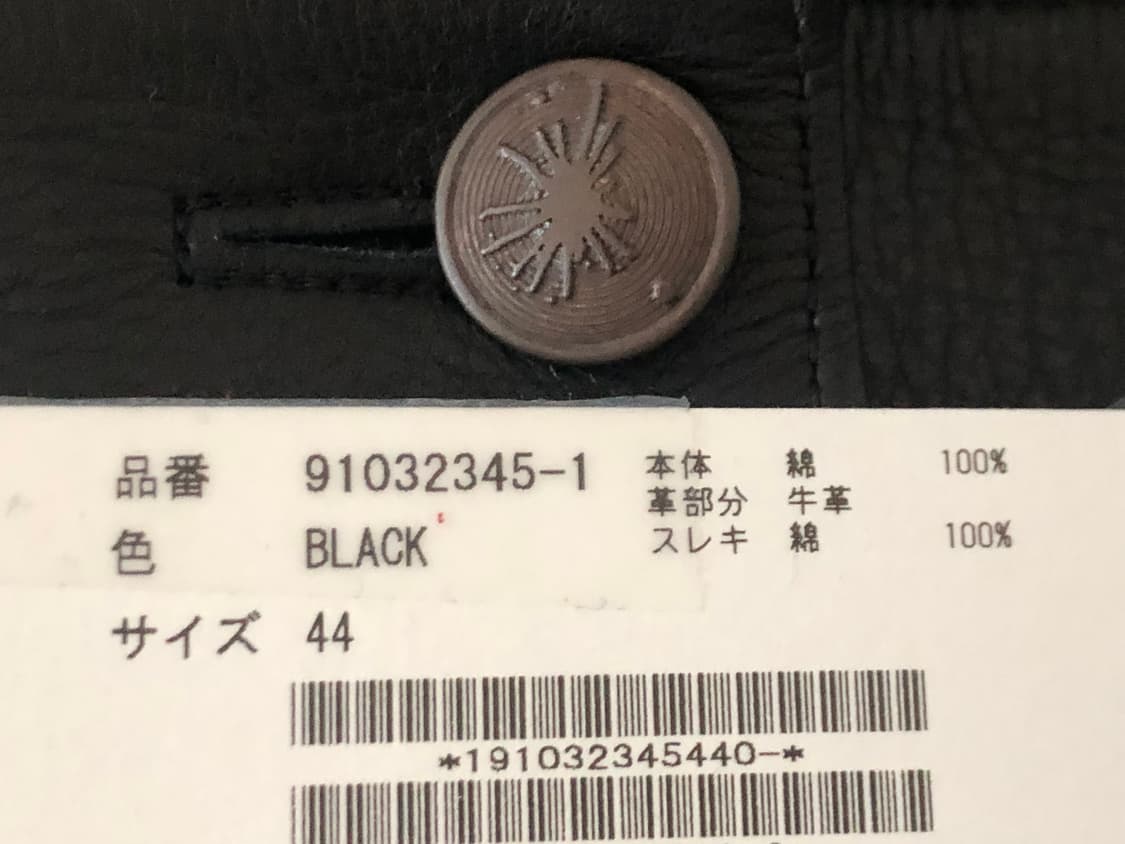 品番 91032345-1
色 BLACK
サイズ 44
本体 綿 100%
革部分 牛革
スレキ 綿 100%
*191032345440-*